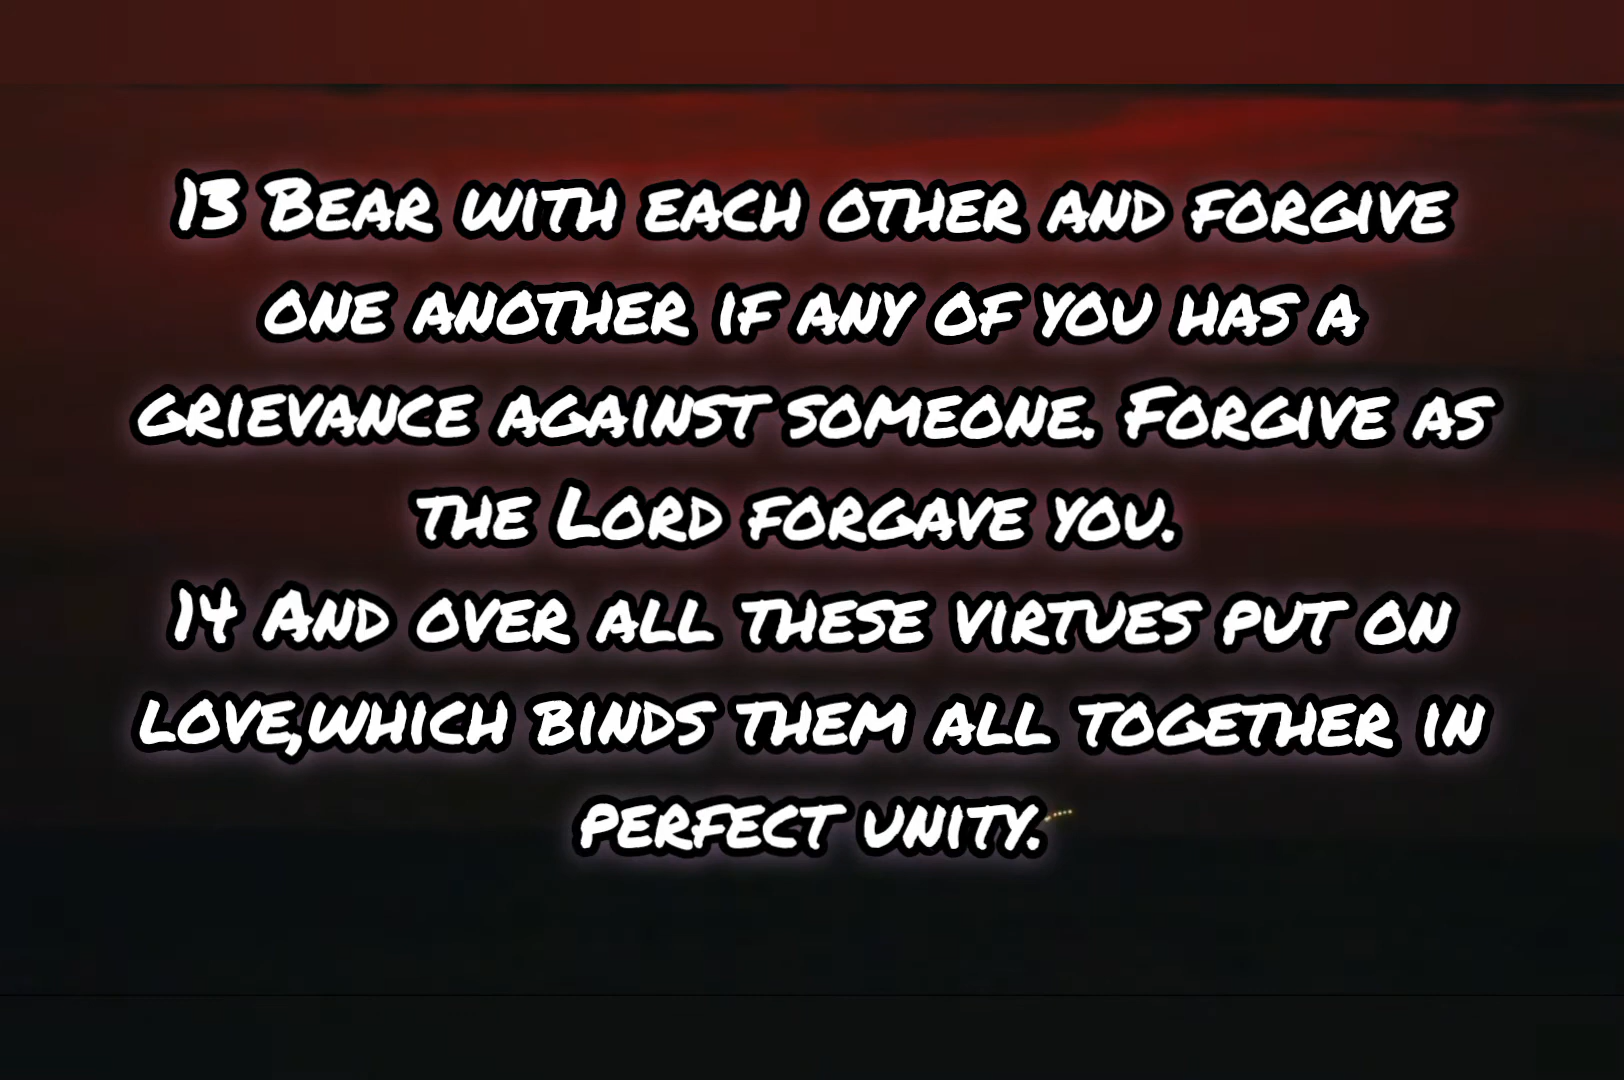 13 Bear with each other and forgive
one another if any of you has a
grievance against someone. Forgive as
the Lord forgave you.
14 And over all these virtues put on
love,which binds them all together in
perfect unity.